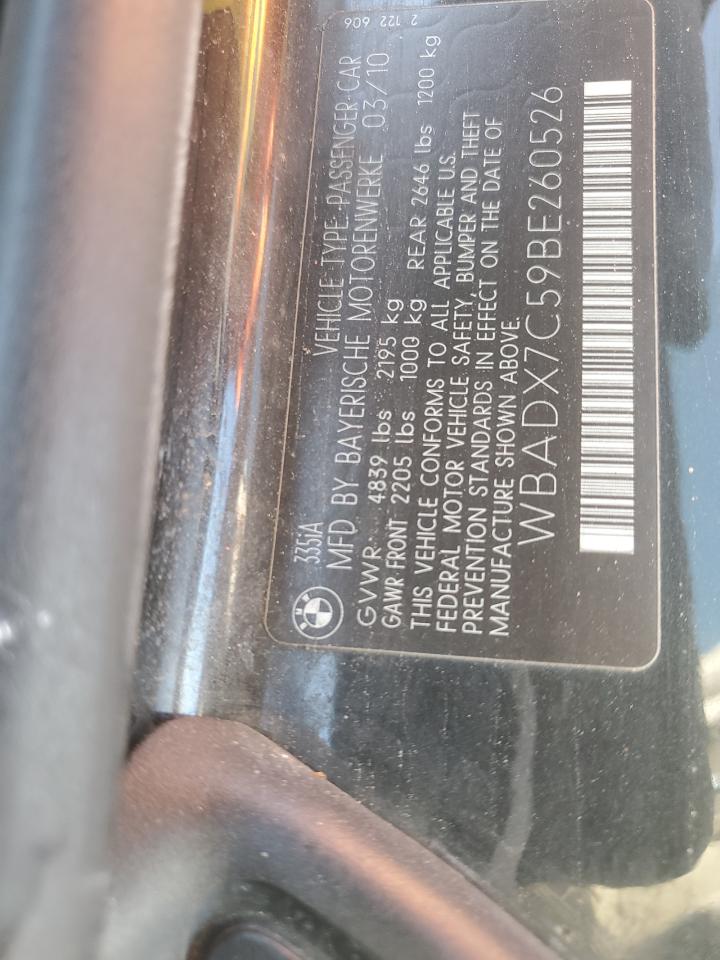 335iA VEHICLE TYPE-PASSENGER-CAR 2 122 606
MFD BY BAYERISCHE MOTORENWERKE 03/10
GVWR 4839 lbs 2195 kg
GAWR FRONT 2205 lbs 1000 kg REAR 2646 lbs 1200 kg
THIS VEHICLE CONFORMS TO ALL APPLICABLE U.S.
FEDERAL MOTOR VEHICLE SAFETY, BUMPER AND THEFT
PREVENTION STANDARDS IN EFFECT ON THE DATE OF
MANUFACTURE SHOWN ABOVE.
WBADX7C59BE260526